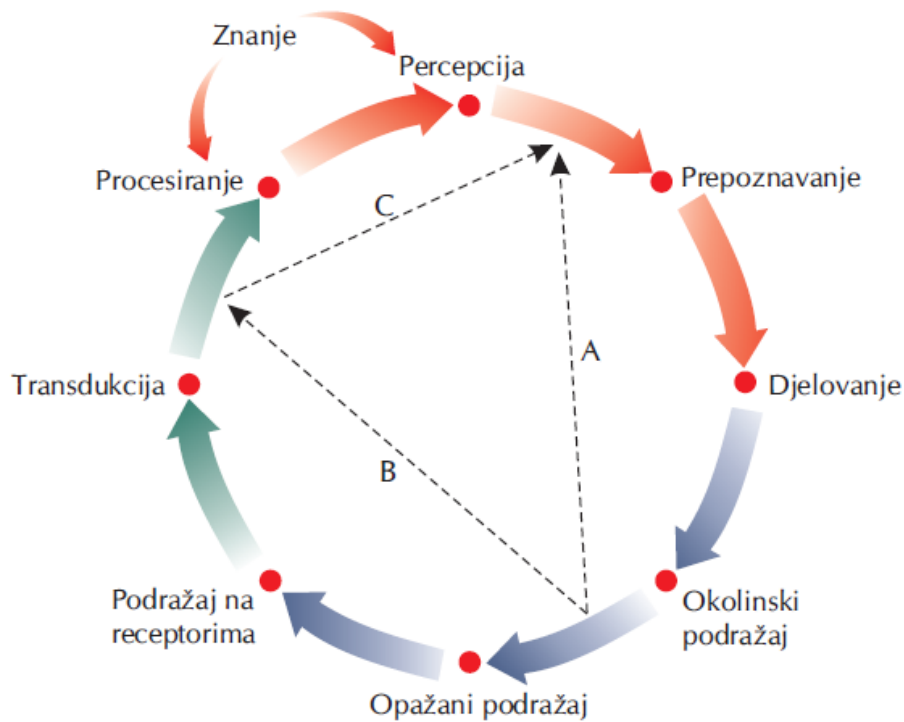 Znanje
Percepcija
Procesiranje
Prepoznavanje
C
A
Transdukcija
Djelovanje
B
Podražaj na
receptorima
Okolinski
podražaj
Opažani podražaj